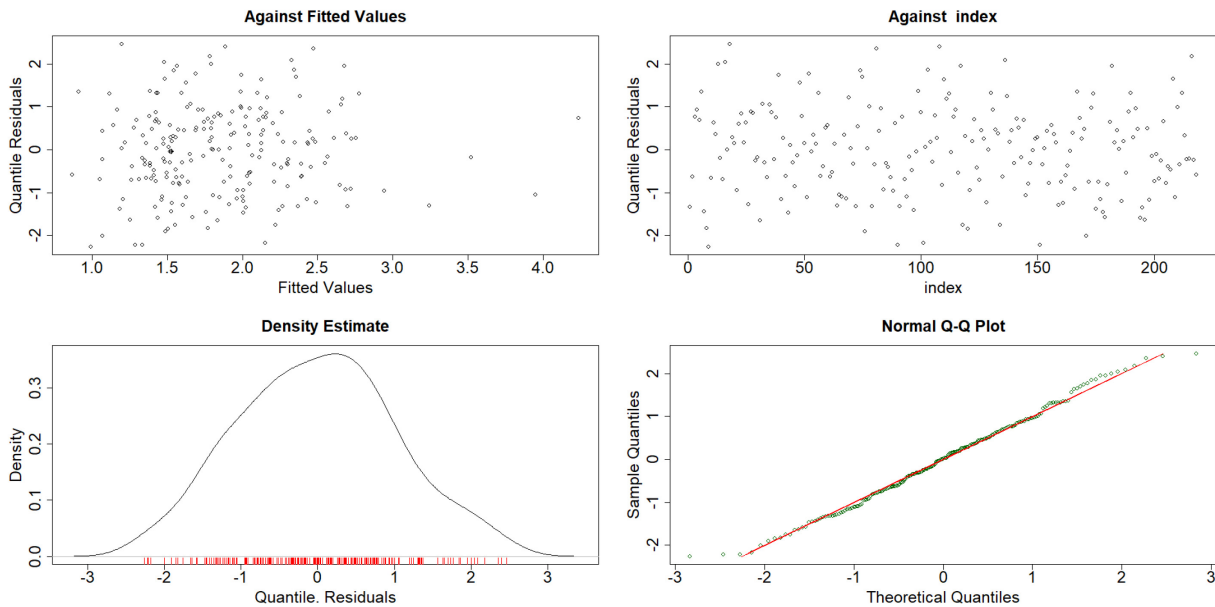 Against Fitted Values
Quantile Residuals
2
1
0
-1
-2
1.0 1.5 2.0 2.5 3.0 3.5 4.0
Fitted Values
Against index
Quantile Residuals
2
1
0
-1
-2
0 50 100 150 200
index
Density Estimate
Density
0.3
0.2
0.1
0.0
-3 -2 -1 0 1 2 3
Quantile. Residuals
Normal Q-Q Plot
Sample Quantiles
2
1
0
-1
-2
-3 -2 -1 0 1 2 3
Theoretical Quantiles